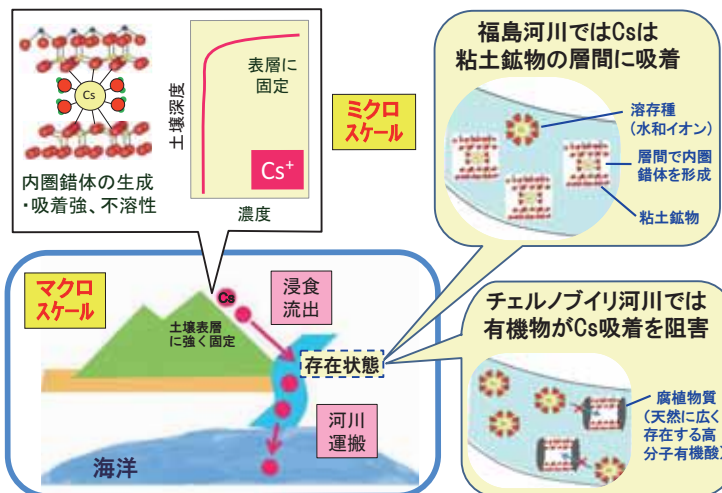 Cs
内圏錯体の生成
・吸着強、不溶性
土壌深度
表層に
固定
Cs+
濃度
ミクロ
スケール
福島河川ではCsは
粘土鉱物の層間に吸着
溶存種
（水和イオン）
層間で内圏
錯体を形成
粘土鉱物
マクロ
スケール
Cs
土壌表層
に強く固定
浸食
流出
存在状態
河川
運搬
海洋
チェルノブイリ河川では
有機物がCs吸着を阻害
腐植物質
（天然に広く
存在する高
分子有機酸）